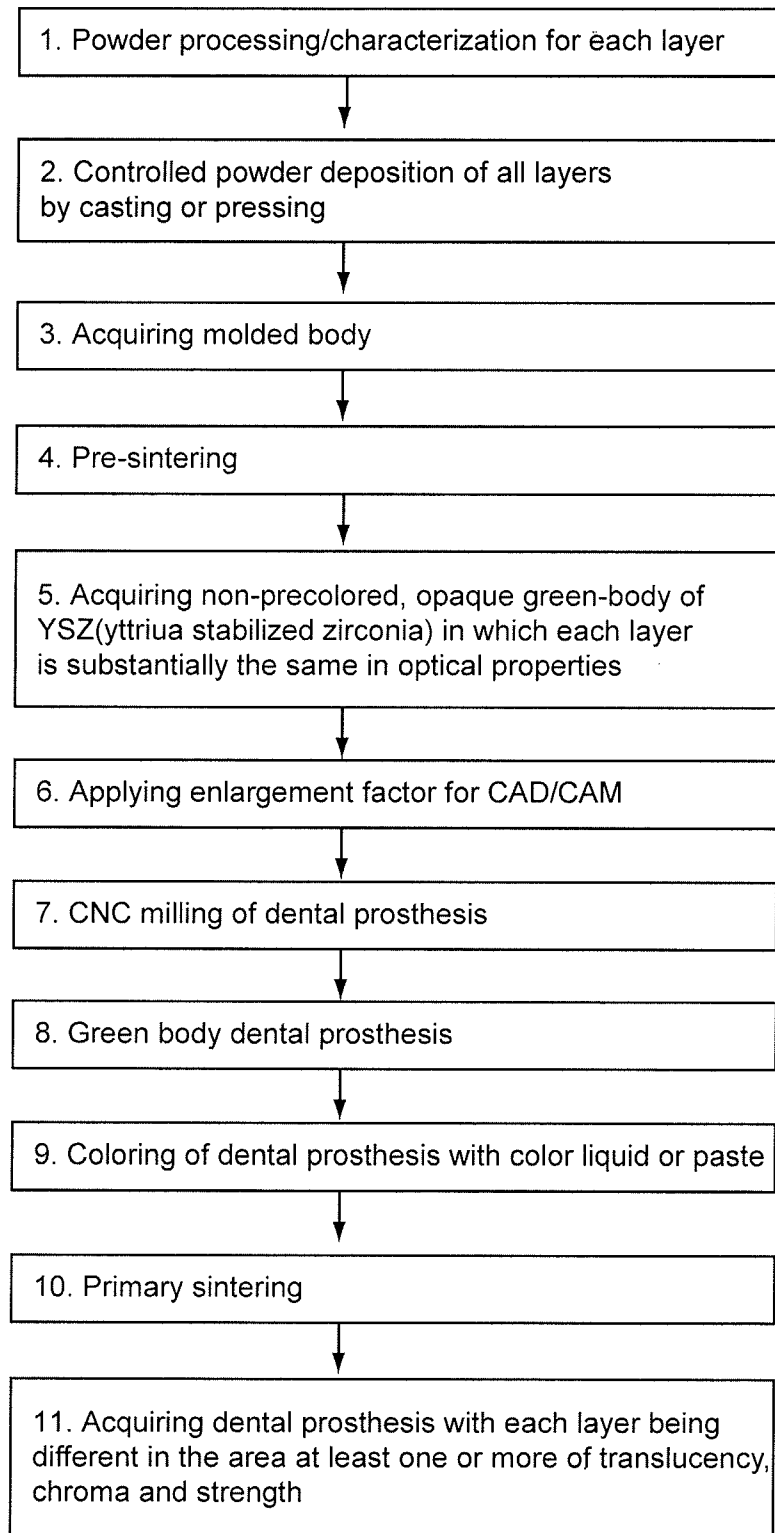 1. Powder processing/characterization for each layer
2. Controlled powder deposition of all layers
by casting or pressing
3. Acquiring molded body
4. Pre-sintering
5. Acquiring non-precolored, opaque green-body of
YSZ(yttriua stabilized zirconia) in which each layer
is substantially the same in optical properties
6. Applying enlargement factor for CAD/CAM
7. CNC milling of dental prosthesis
8. Green body dental prosthesis
9. Coloring of dental prosthesis with color liquid or paste
10. Primary sintering
11. Acquiring dental prosthesis with each layer being
different in the area at least one or more of translucency,
chroma and strength